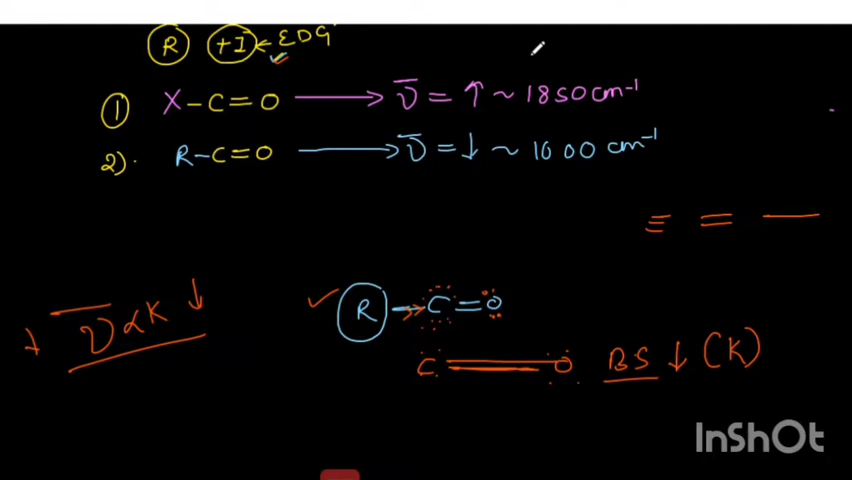 R +I ← EDG
① X-C=O → ν̅ = ↑ ~ 1850 cm⁻¹
2). R-C=O → ν̅ = ↓ ~ 1600 cm⁻¹
≡ = —
ν̅ ∝ K ↓
R → C = O
C = O BS ↓ (K)
InShOt